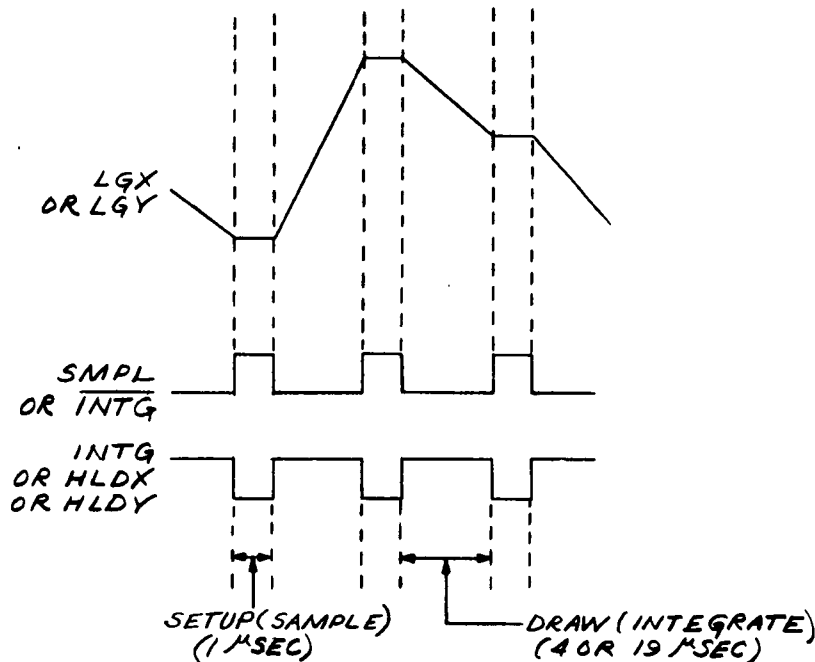 LGX
OR LGY
SMPL
OR I̅N̅T̅G̅
INTG
OR HLDX
OR HLDY
SETUP(SAMPLE)
(1 μSEC)
DRAW (INTEGRATE)
(4 OR 19 μSEC)